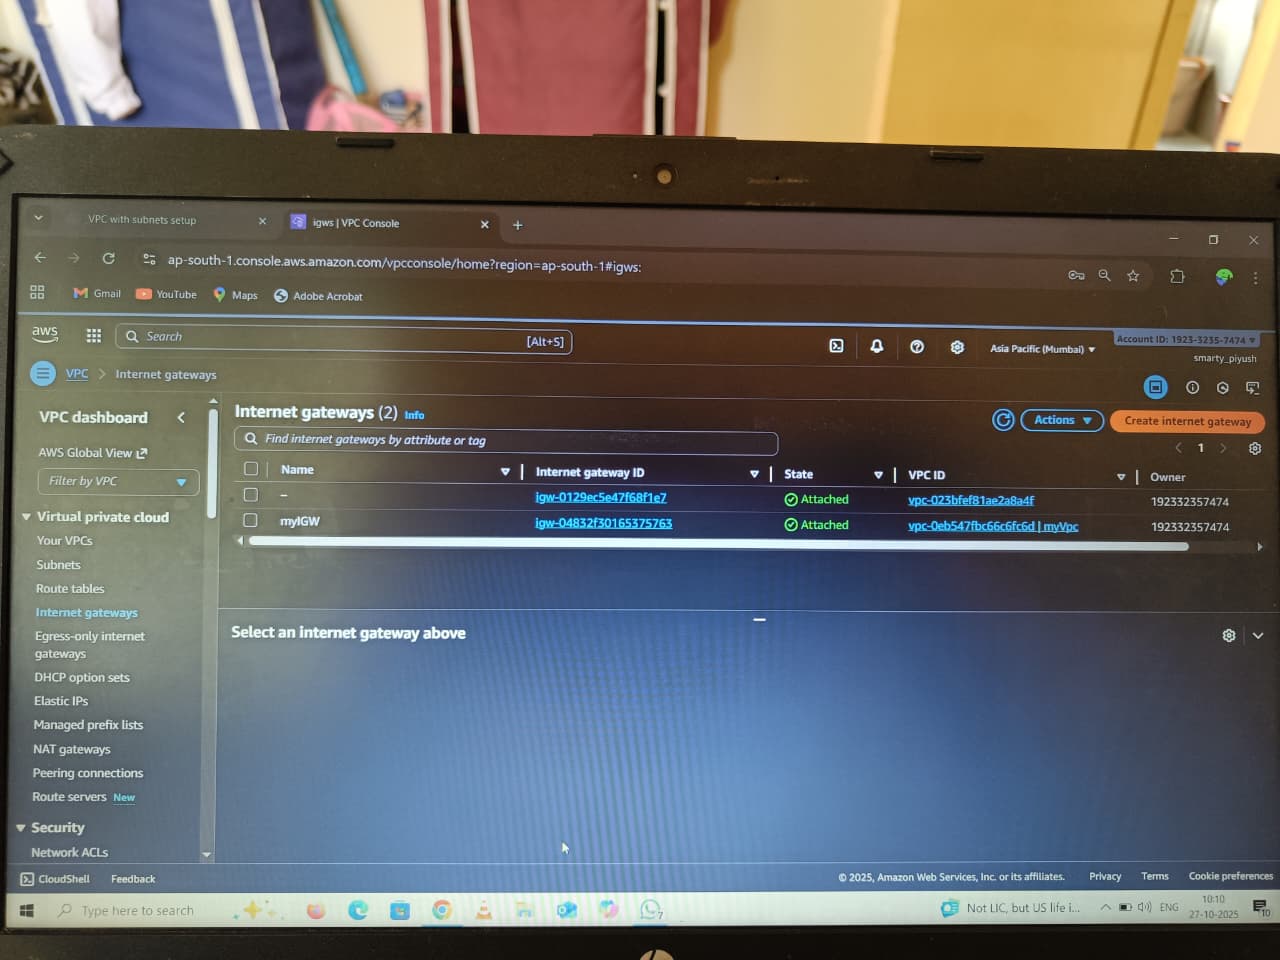 VPC with subnets setup
igws | VPC Console
ap-south-1.console.aws.amazon.com/vpcconsole/home?region=ap-south-1#igws:
Gmail
YouTube
Maps
Adobe Acrobat
aws
Search
[Alt+S]
Asia Pacific (Mumbai)
Account ID: 1923-3235-7474
smarty_piyush
VPC > Internet gateways
VPC dashboard
AWS Global View
Filter by VPC
Virtual private cloud
Your VPCs
Subnets
Route tables
Internet gateways
Egress-only internet
gateways
DHCP option sets
Elastic IPs
Managed prefix lists
NAT gateways
Peering connections
Route servers New
Security
Network ACLs
Internet gateways (2) Info
Actions
Create internet gateway
Find internet gateways by attribute or tag
1
Name Internet gateway ID State VPC ID Owner
– igw-0129ec5e47f68f1e7 Attached vpc-023bfef81ae2a8a4f 192332357474
myIGW igw-04832f30165375763 Attached vpc-0eb547fbc66c6fc6d | myVpc 192332357474
Select an internet gateway above
CloudShell
Feedback
© 2025, Amazon Web Services, Inc. or its affiliates.
Privacy
Terms
Cookie preferences
Type here to search
7
Not LIC, but US life i...
ENG
10:10
27-10-2025
10